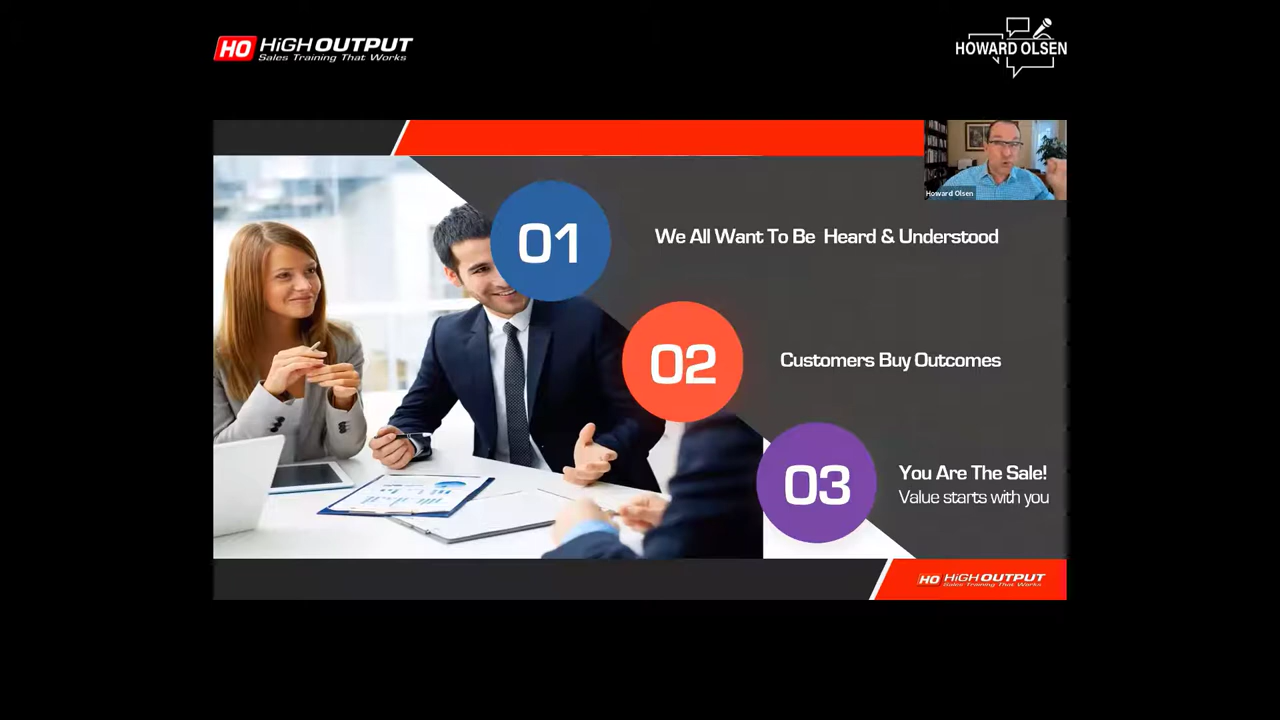 HO HiGH OUTPUT
Sales Training That Works
HOWARD OLSEN
Howard Olsen
01
We All Want To Be Heard & Understood
02
Customers Buy Outcomes
03
You Are The Sale!
Value starts with you
HO HiGH OUTPUT
Sales Training That Works